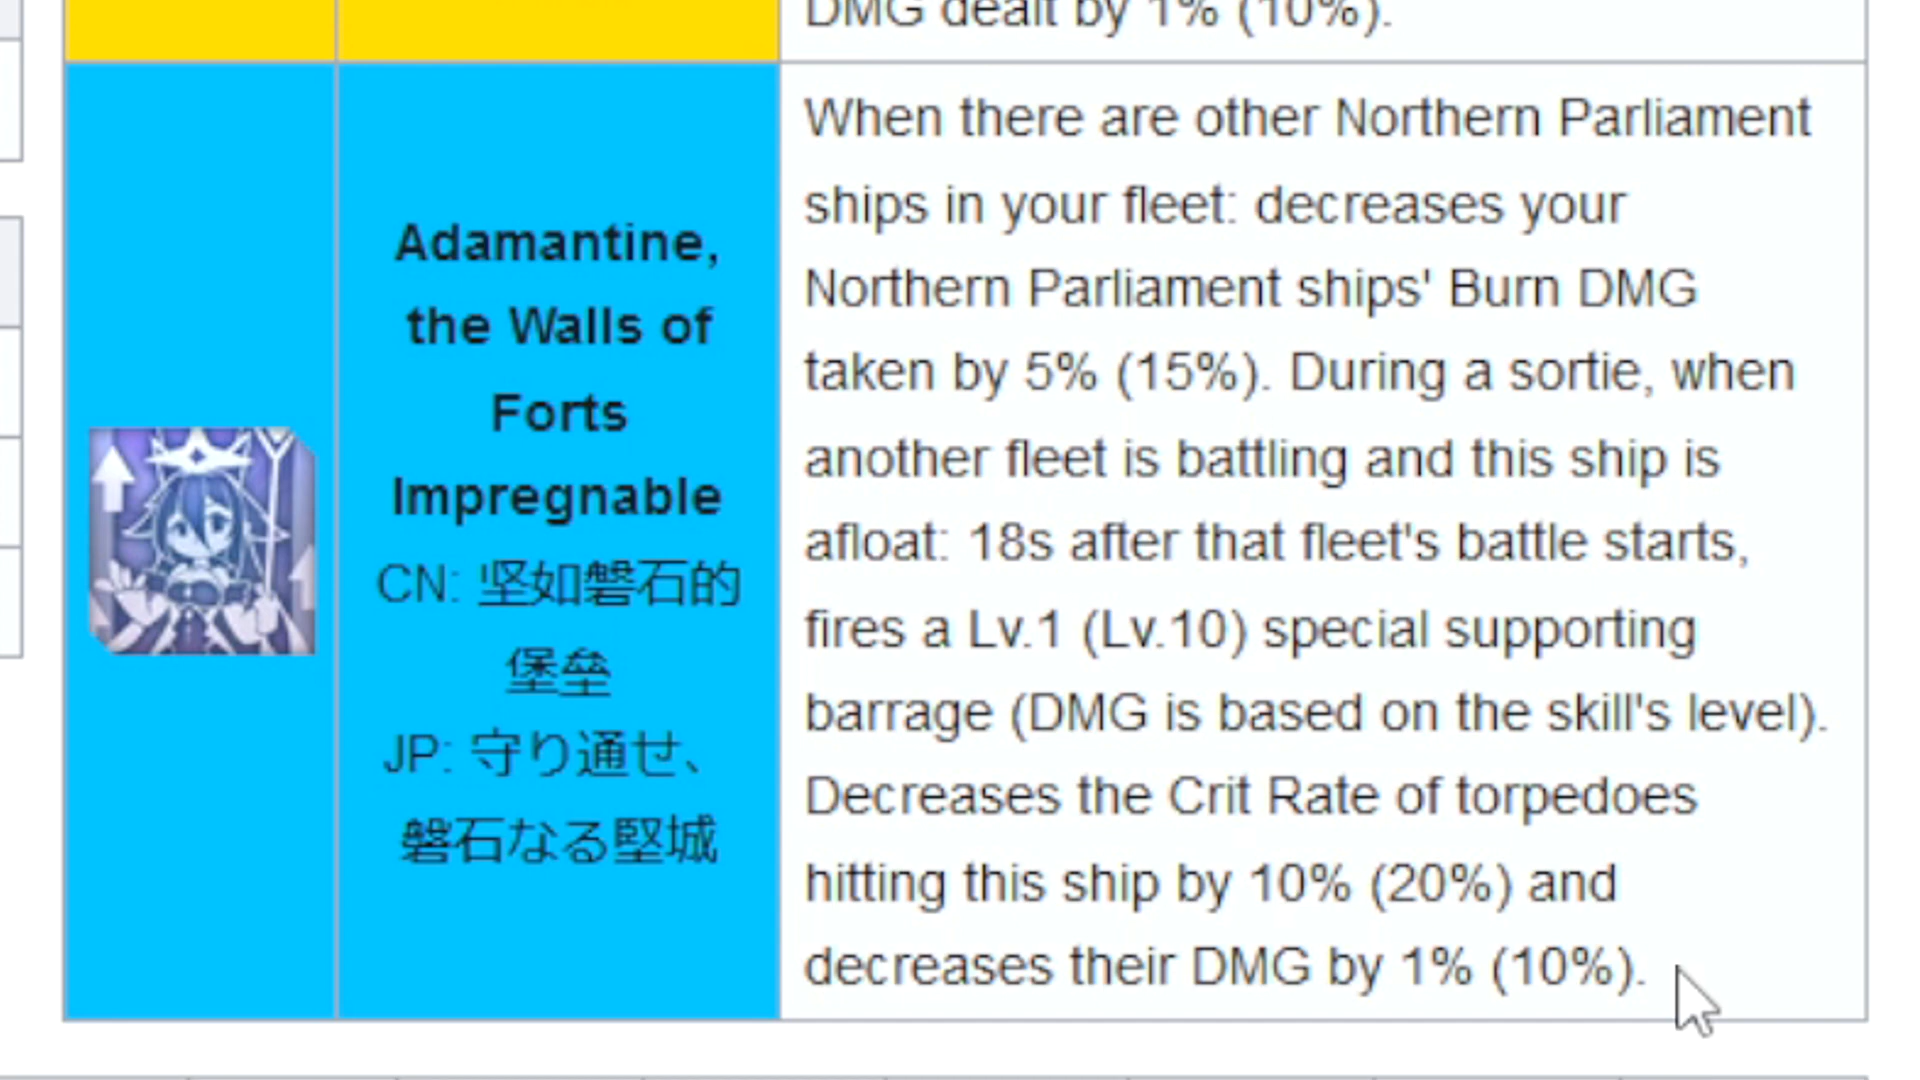 DMG dealt by 1% (10%).
Adamantine,
the Walls of
Forts
Impregnable
CN: 坚如磐石的
堡垒
JP: 守り通せ、
磐石なる堅城
When there are other Northern Parliament
ships in your fleet: decreases your
Northern Parliament ships' Burn DMG
taken by 5% (15%). During a sortie, when
another fleet is battling and this ship is
afloat: 18s after that fleet's battle starts,
fires a Lv.1 (Lv.10) special supporting
barrage (DMG is based on the skill's level).
Decreases the Crit Rate of torpedoes
hitting this ship by 10% (20%) and
decreases their DMG by 1% (10%).